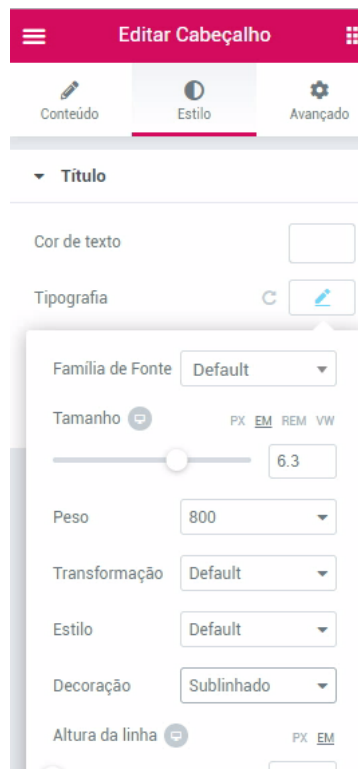 Editar Cabeçalho
Conteúdo Estilo Avançado
Título
Cor de texto
Tipografia
Família de Fonte Default
Tamanho PX EM REM VW
6.3
Peso 800
Transformação Default
Estilo Default
Decoração Sublinhado
Altura da linha PX EM